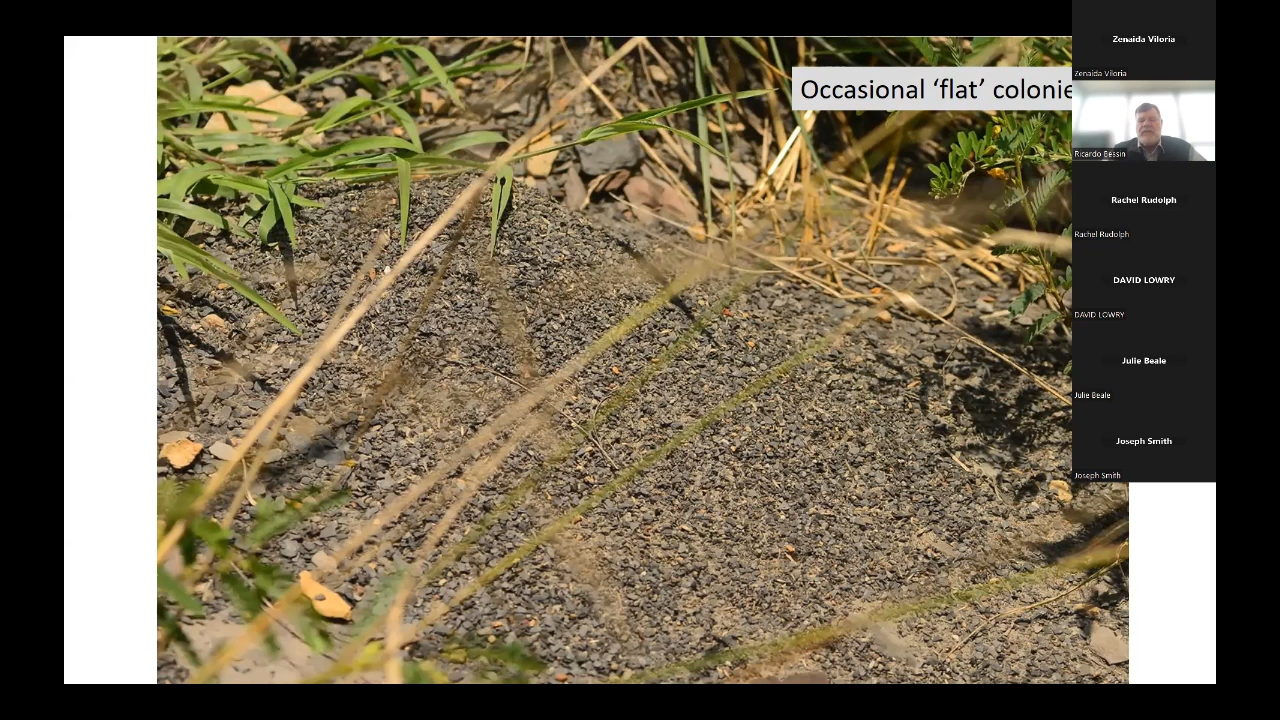 Occasional ‘flat’ colonie
Zenaida Viloria
Zenaida Viloria
Ricardo Bessin
Rachel Rudolph
Rachel Rudolph
DAVID LOWRY
DAVID LOWRY
Julie Beale
Julie Beale
Joseph Smith
Joseph Smith